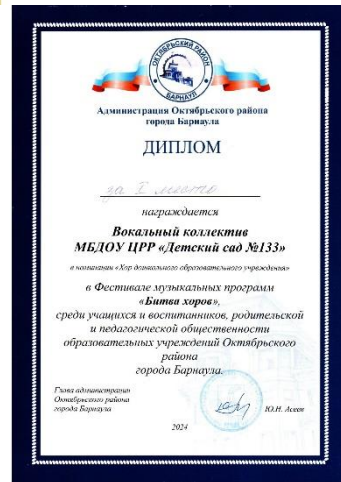 ОКТЯБРЬСКИЙ РАЙОН
БАРНАУЛ
Администрация Октябрьского района
города Барнаула
ДИПЛОМ
за I место
награждается
Вокальный коллектив
МБДОУ ЦРР «Детский сад №133»
в номинации «Хор дошкольного образовательного учреждения»
в Фестивале музыкальных программ
«Битва хоров»,
среди учащихся и воспитанников, родительской
и педагогической общественности
образовательных учреждений Октябрьского
района
города Барнаула.
Глава администрации
Октябрьского района
города Барнаула
Ю.Н. Асеев
2024